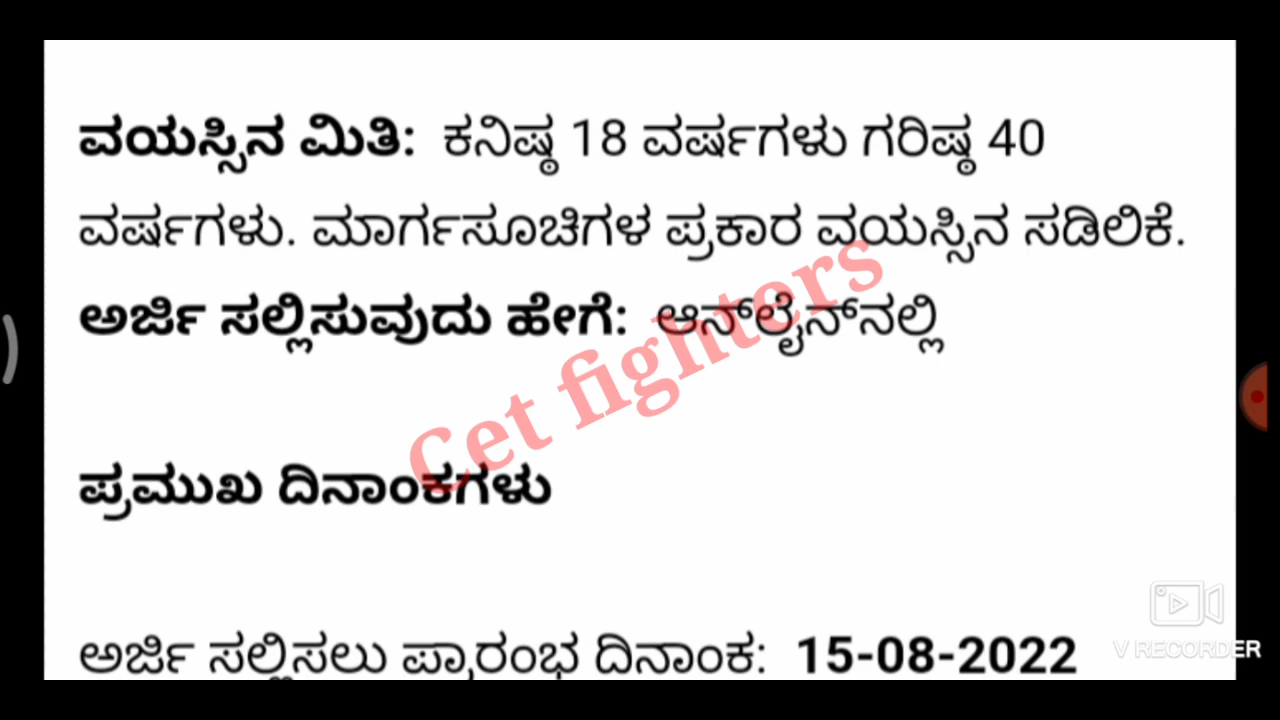 ವಯಸ್ಸಿನ ಮಿತಿ: ಕನಿಷ್ಠ 18 ವರ್ಷಗಳು ಗರಿಷ್ಠ 40
ವರ್ಷಗಳು. ಮಾರ್ಗಸೂಚಿಗಳ ಪ್ರಕಾರ ವಯಸ್ಸಿನ ಸಡಿಲಿಕೆ.
ಅರ್ಜಿ ಸಲ್ಲಿಸುವುದು ಹೇಗೆ: ಆನ್‌ಲೈನ್‌ನಲ್ಲಿ
Cet fighters
ಪ್ರಮುಖ ದಿನಾಂಕಗಳು
ಅರ್ಜಿ ಸಲ್ಲಿಸಲು ಪ್ರಾರಂಭ ದಿನಾಂಕ: 15-08-2022
V RECORDER